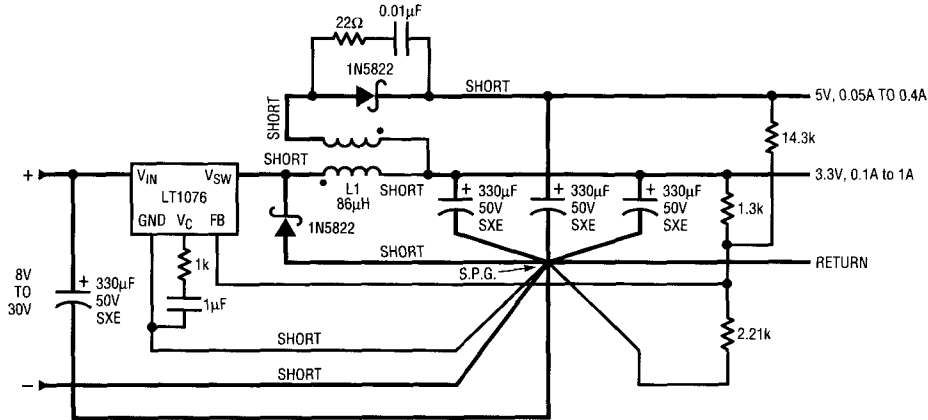 0.01µF
22Ω
1N5822
SHORT
5V, 0.05A TO 0.4A
SHORT
14.3k
SHORT
+
VIN
VSW
LT1076
GND
VC
FB
L1
86µH
SHORT
3.3V, 0.1A to 1A
+
330µF
50V
SXE
+
330µF
50V
SXE
+
330µF
50V
SXE
1.3k
1N5822
SHORT
RETURN
S.P.G.
1k
8V
TO
30V
+
330µF
50V
SXE
1µF
2.21k
SHORT
–
SHORT